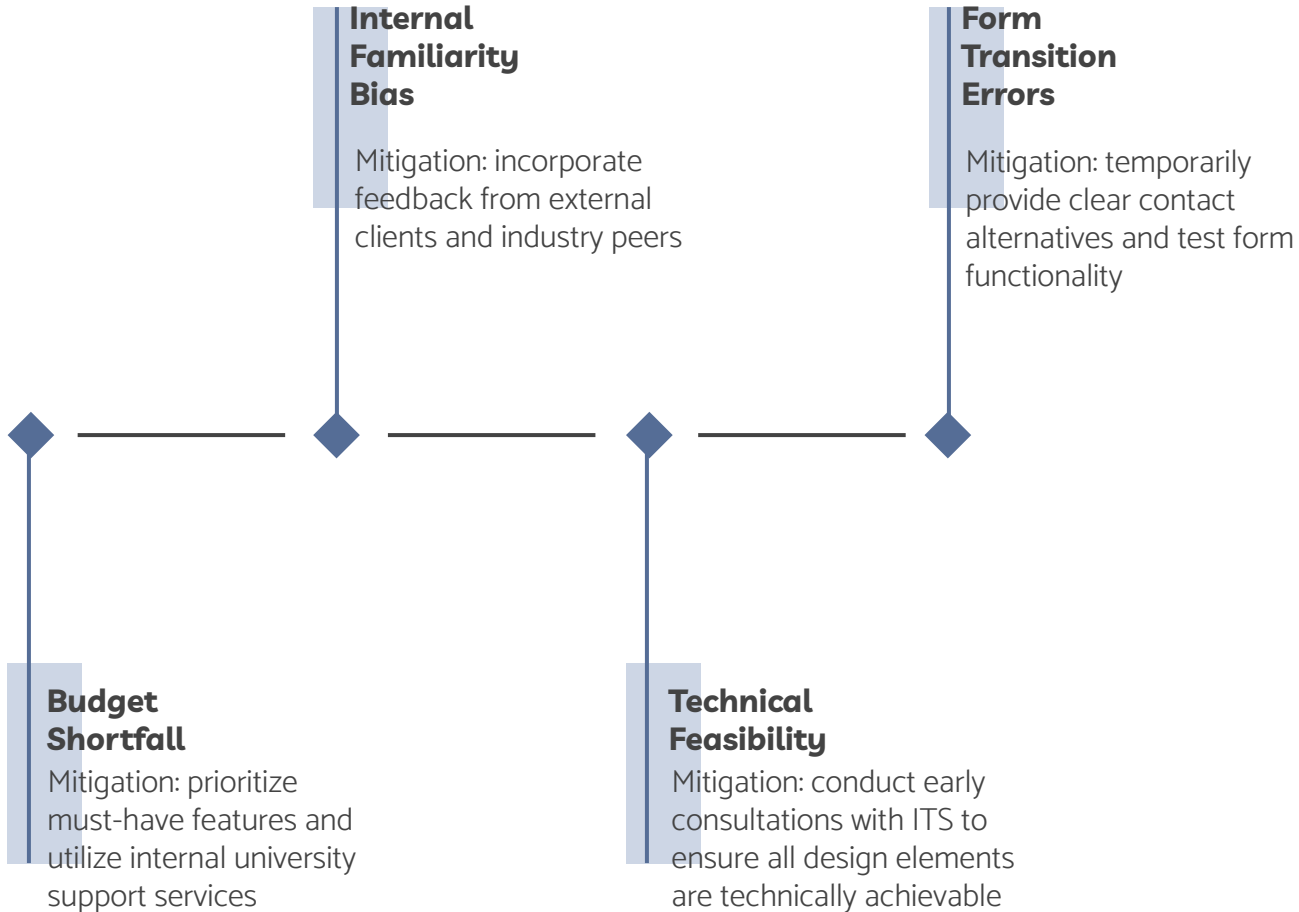 Internal
Familiarity
Bias
Mitigation: incorporate
feedback from external
clients and industry peers
Form
Transition
Errors
Mitigation: temporarily
provide clear contact
alternatives and test form
functionality
Budget
Shortfall
Mitigation: prioritize
must-have features and
utilize internal university
support services
Technical
Feasibility
Mitigation: conduct early
consultations with ITS to
ensure all design elements
are technically achievable